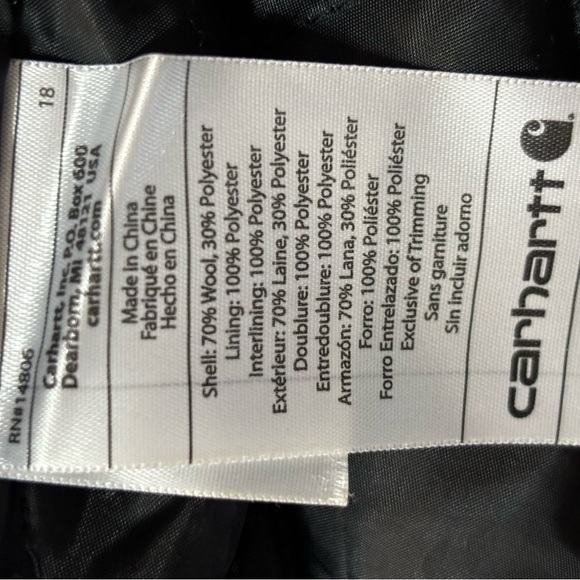 carhartt
Shell: 70% Wool, 30% Polyester
Lining: 100% Polyester
Interlining: 100% Polyester
Extérieur: 70% Laine, 30% Polyester
Doublure: 100% Polyester
Entredoublure: 100% Polyester
Armazón: 70% Lana, 30% Poliéster
Forro: 100% Poliéster
Forro Entrelazado: 100% Poliéster
Exclusive of Trimming
Sans garniture
Sin incluir adorno
Made in China
Fabriqué en Chine
Hecho en China
Carhartt, Inc. P.O. Box 600
Dearborn, MI 48121 USA
carhartt.com
RN#14806 18